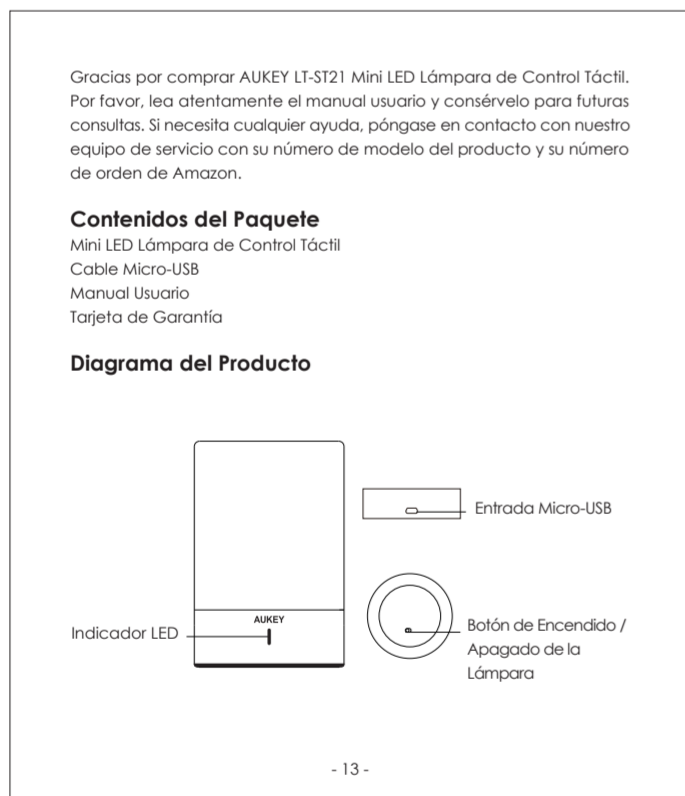 Gracias por comprar AUKEY LT-ST21 Mini LED Lámpara de Control Táctil.
Por favor, lea atentamente el manual usuario y consérvelo para futuras
consultas. Si necesita cualquier ayuda, póngase en contacto con nuestro
equipo de servicio con su número de modelo del producto y su número
de orden de Amazon.
Contenidos del Paquete
Mini LED Lámpara de Control Táctil
Cable Micro-USB
Manual Usuario
Tarjeta de Garantía
Diagrama del Producto
Entrada Micro-USB
AUKEY
Indicador LED
Botón de Encendido /
Apagado de la
Lámpara
- 13 -